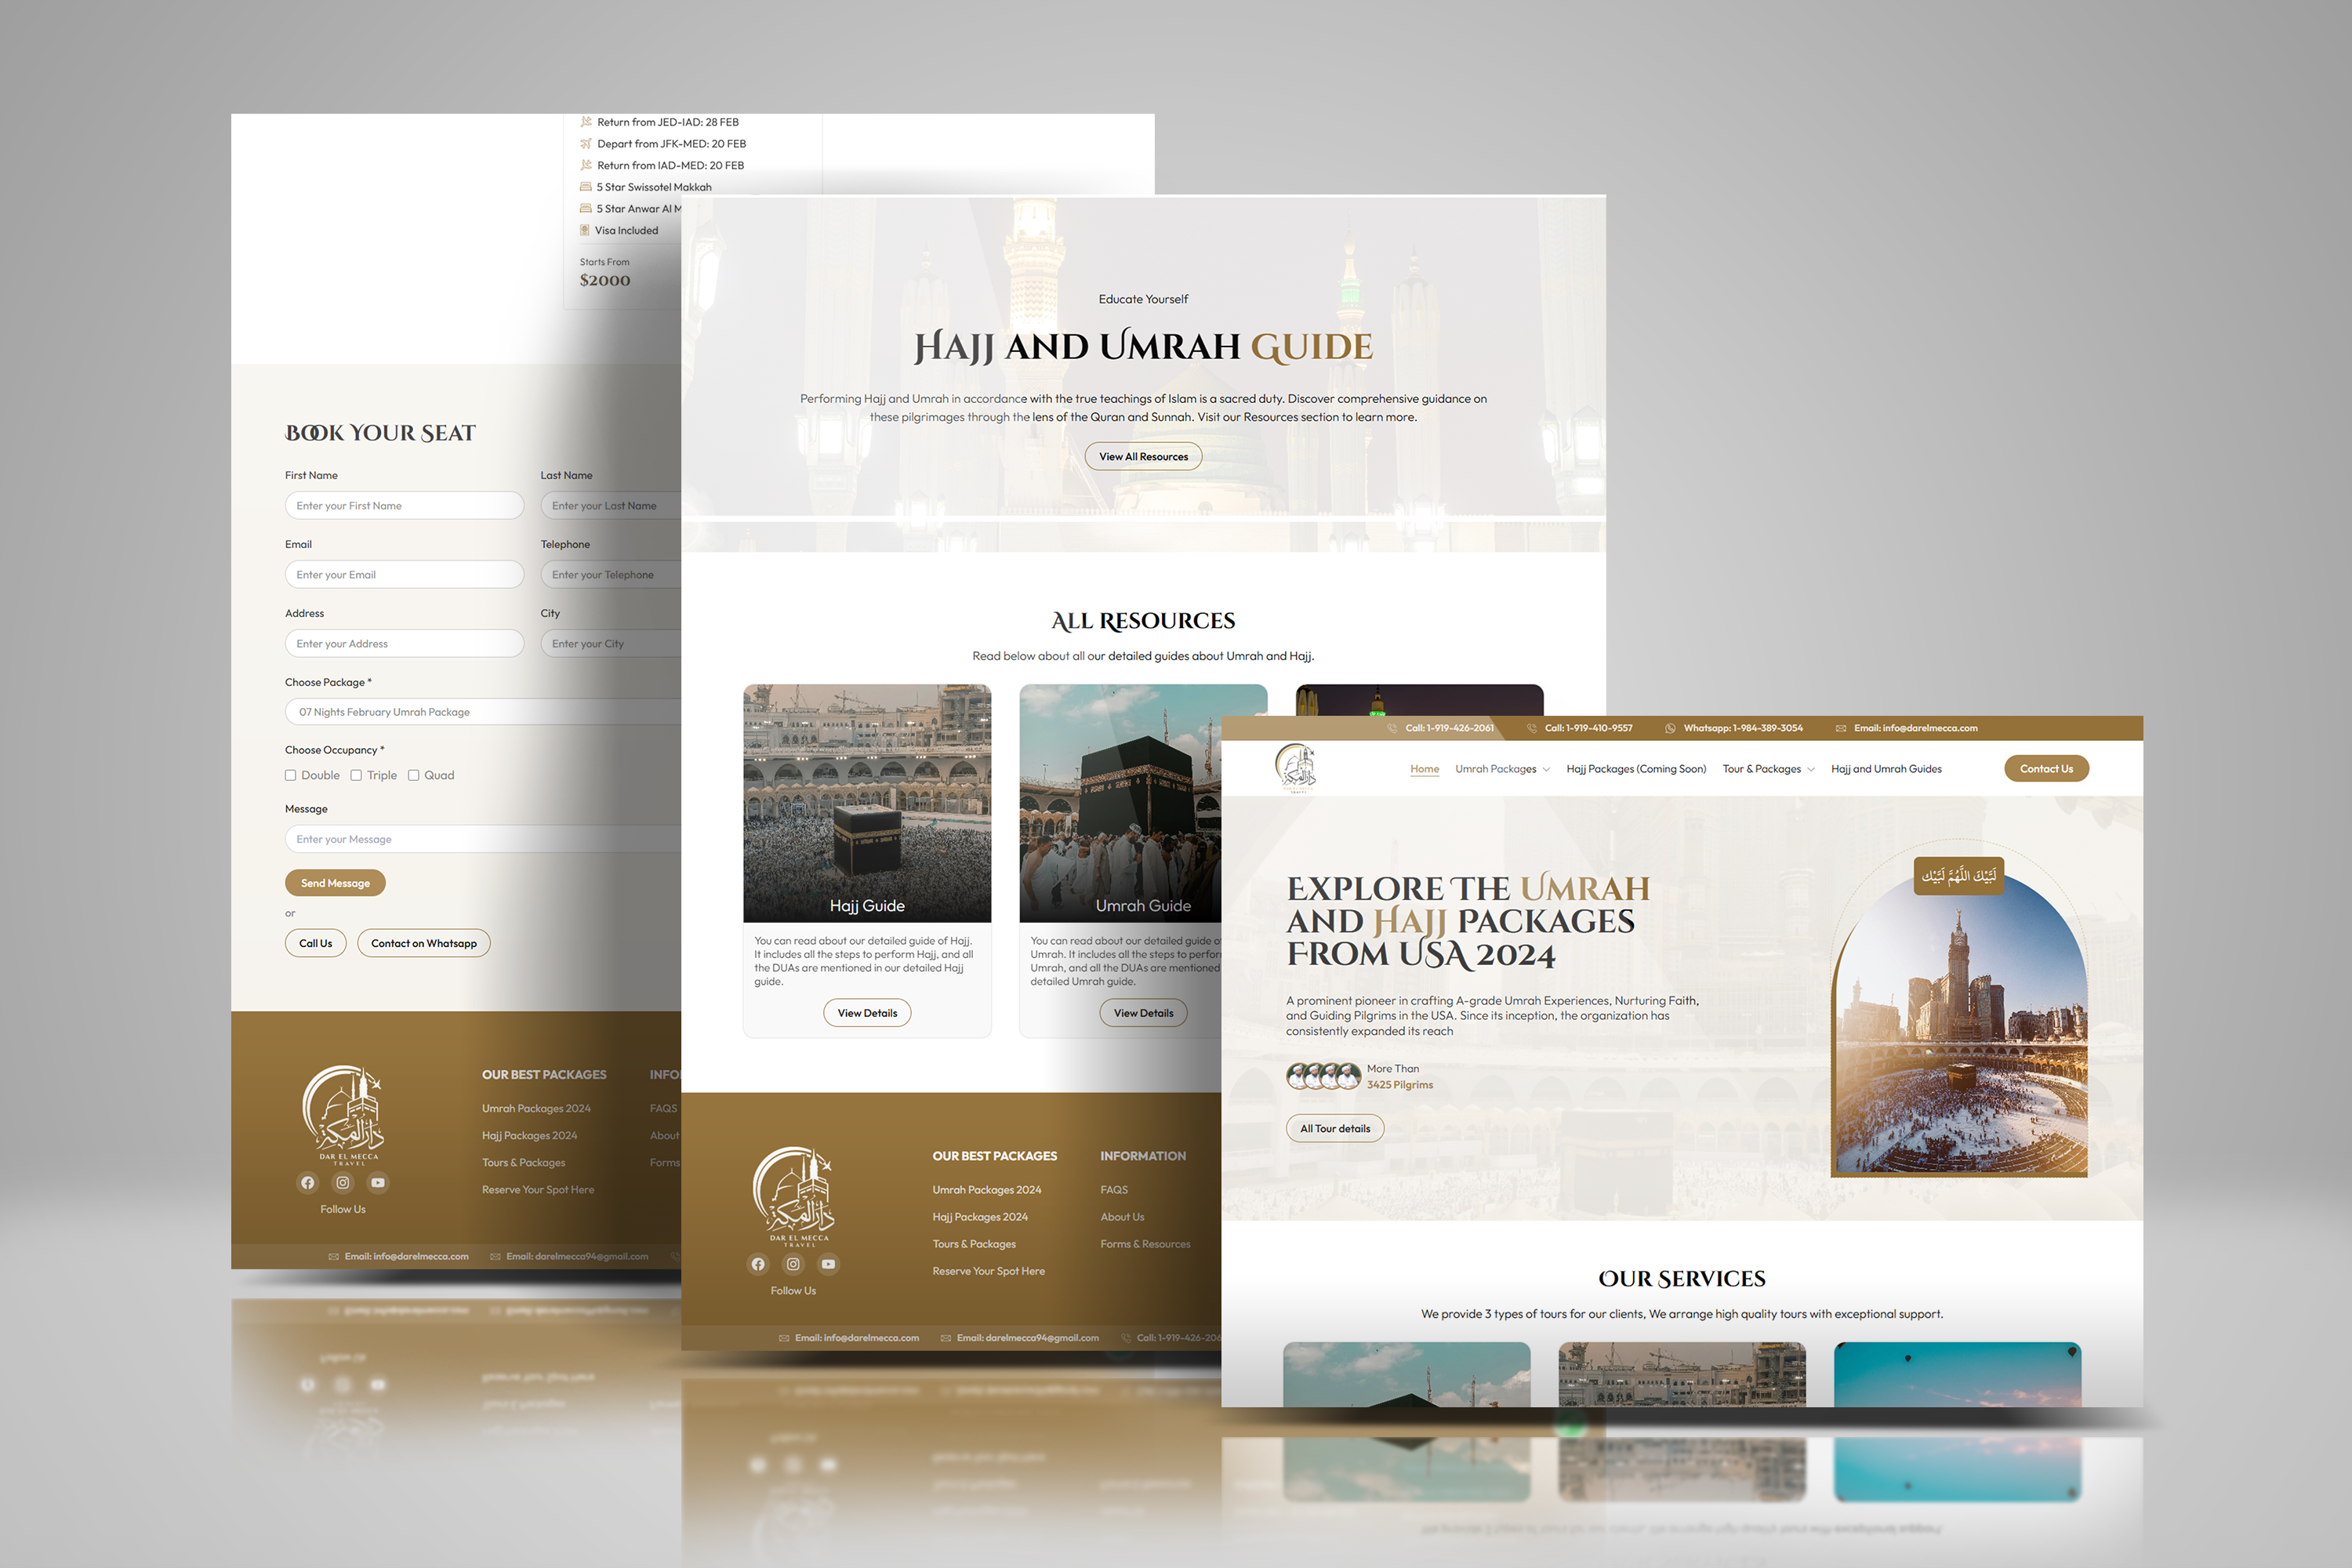 Return from JED-IAD: 28 FEB
Depart from JFK-MED: 20 FEB
Return from IAD-MED: 20 FEB
5 Star Swissotel Makkah
5 Star Anwar Al M
Visa Included
Starts From
$2000
BOOK YOUR SEAT
First Name
Last Name
Enter your First Name
Enter your Last Name
Email
Telephone
Enter your Email
Enter your Telephone
Address
City
Enter your Address
Enter your City
Choose Package *
07 Nights February Umrah Package
Choose Occupancy *
Double Triple Quad
Message
Enter your Message
Send Message
or
Call Us
Contact on Whatsapp
دار المكة
DAR EL MECCA
TRAVEL
Follow Us
OUR BEST PACKAGES
Umrah Packages 2024
Hajj Packages 2024
Tours & Packages
Reserve Your Spot Here
INFO
FAQS
About
Forms
Email: info@darelmecca.com
Email: darelmecca94@gmail.com
Educate Yourself
HAJJ AND UMRAH GUIDE
Performing Hajj and Umrah in accordance with the true teachings of Islam is a sacred duty. Discover comprehensive guidance on
these pilgrimages through the lens of the Quran and Sunnah. Visit our Resources section to learn more.
View All Resources
ALL RESOURCES
Read below about all our detailed guides about Umrah and Hajj.
Hajj Guide
You can read about our detailed guide of Hajj.
It includes all the steps to perform Hajj, and all
the DUAs are mentioned in our detailed Hajj
guide.
View Details
Umrah Guide
You can read about our detailed guide o
Umrah. It includes all the steps to perfor
Umrah, and all the DUAs are mentioned
detailed Umrah guide.
View Details
دار المكة
DAR EL MECCA
TRAVEL
Follow Us
OUR BEST PACKAGES
Umrah Packages 2024
Hajj Packages 2024
Tours & Packages
Reserve Your Spot Here
INFORMATION
FAQS
About Us
Forms & Resources
Email: info@darelmecca.com
Email: darelmecca94@gmail.com
Call: 1-919-426-206
Call: 1-919-426-2061
Call: 1-919-410-9557
Whatsapp: 1-984-389-3054
Email: info@darelmecca.com
Home
Umrah Packages
Hajj Packages (Coming Soon)
Tour & Packages
Hajj and Umrah Guides
Contact Us
EXPLORE THE UMRAH
AND HAJJ PACKAGES
FROM USA 2024
A prominent pioneer in crafting A-grade Umrah Experiences, Nurturing Faith,
and Guiding Pilgrims in the USA. Since its inception, the organization has
consistently expanded its reach
More Than
3425 Pilgrims
All Tour details
لَبَّيْكَ اللَّهُمَّ لَبَّيْك
OUR SERVICES
We provide 3 types of tours for our clients, We arrange high quality tours with exceptional support.